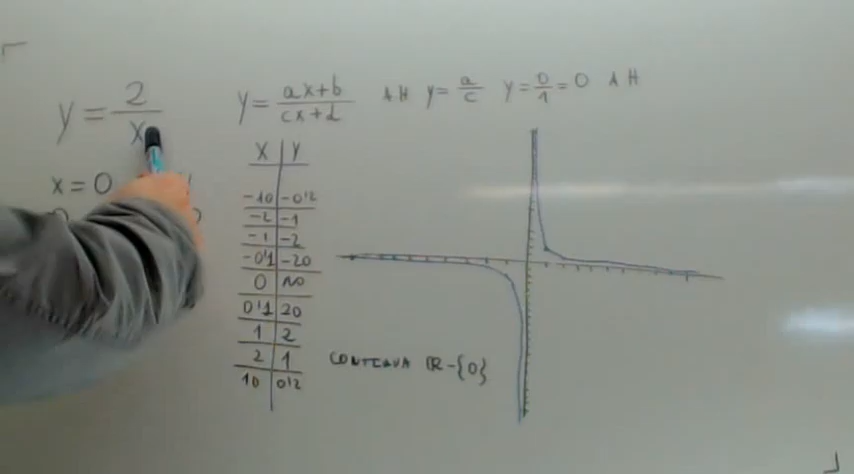 y = 2/x
y = ax+b/cx+d AH y = a/c y = 0/1 = 0 AH
x = 0
x y
-10 -0'2
-2 -1
-1 -2
-0'1 -20
0 NO
0'1 20
1 2
2 1
10 0'2
R-{0}